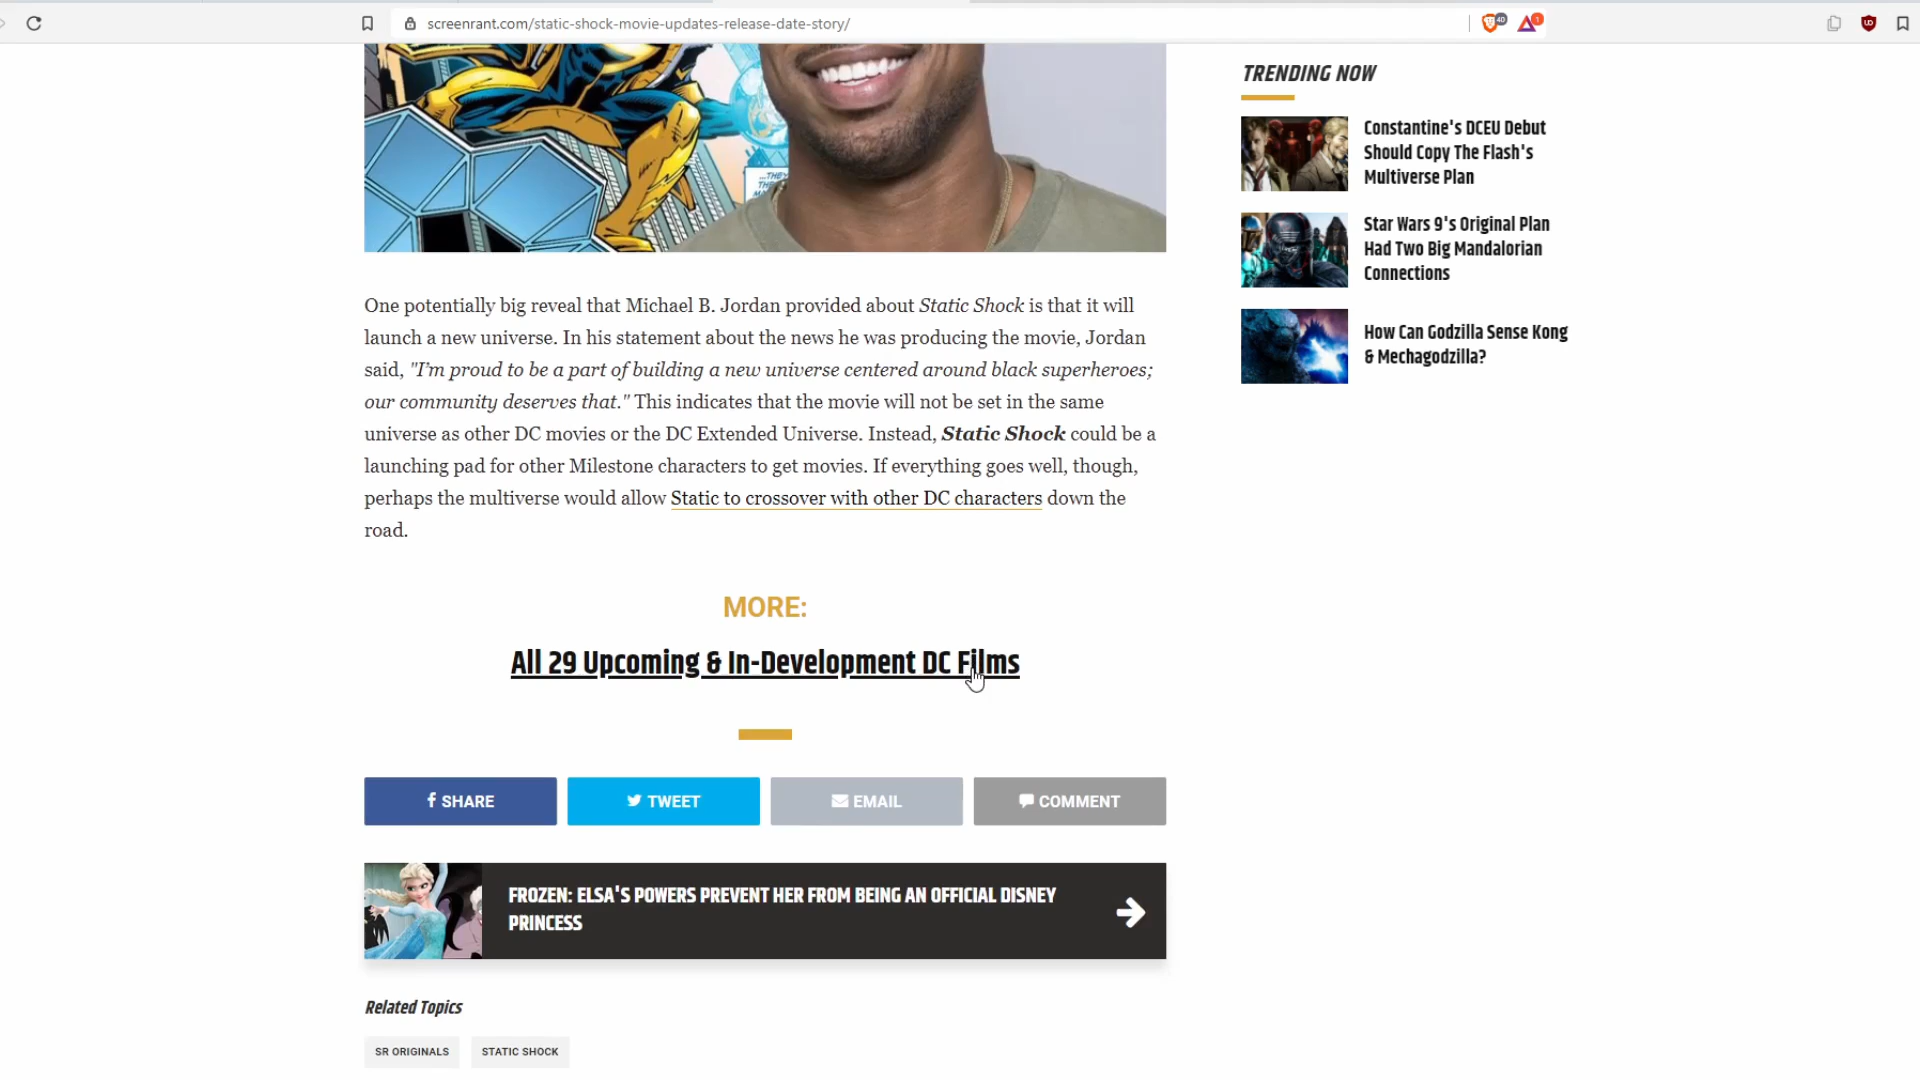 screenrant.com/static-shock-movie-updates-release-date-story/
40
1
...THEY
THE
One potentially big reveal that Michael B. Jordan provided about Static Shock is that it will
launch a new universe. In his statement about the news he was producing the movie, Jordan
said, "I'm proud to be a part of building a new universe centered around black superheroes;
our community deserves that." This indicates that the movie will not be set in the same
universe as other DC movies or the DC Extended Universe. Instead, Static Shock could be a
launching pad for other Milestone characters to get movies. If everything goes well, though,
perhaps the multiverse would allow Static to crossover with other DC characters down the
road.
MORE:
All 29 Upcoming & In-Development DC Films
SHARE
TWEET
EMAIL
COMMENT
FROZEN: ELSA'S POWERS PREVENT HER FROM BEING AN OFFICIAL DISNEY
PRINCESS
Related Topics
SR ORIGINALS
STATIC SHOCK
TRENDING NOW
Constantine's DCEU Debut
Should Copy The Flash's
Multiverse Plan
Star Wars 9's Original Plan
Had Two Big Mandalorian
Connections
How Can Godzilla Sense Kong
& Mechagodzilla?